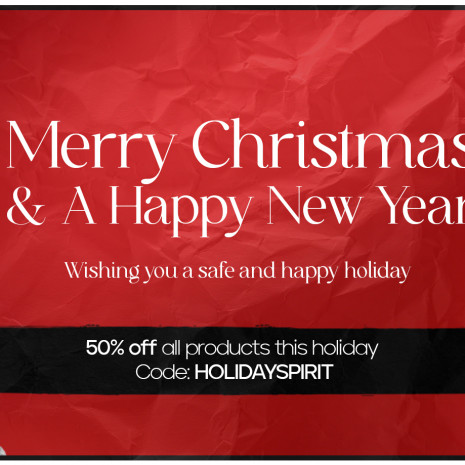 Merry Christmas
& A Happy New Year
Wishing you a safe and happy holiday
50% off all products this holiday
Code: HOLIDAYSPIRIT